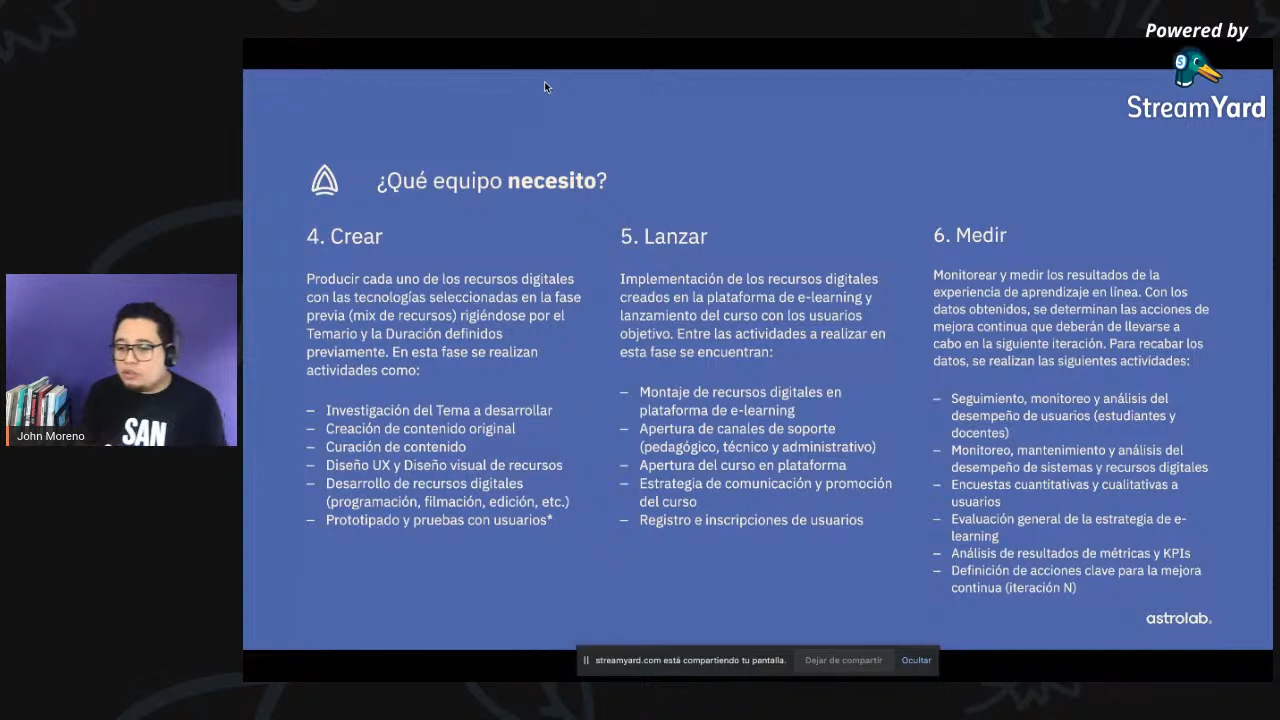 Powered by
StreamYard
¿Qué equipo necesito?
4. Crear
Producir cada uno de los recursos digitales
con las tecnologías seleccionadas en la fase
previa (mix de recursos) rigiéndose por el
Temario y la Duración definidos
previamente. En esta fase se realizan
actividades como:
– Investigación del Tema a desarrollar
– Creación de contenido original
– Curación de contenido
– Diseño UX y Diseño visual de recursos
– Desarrollo de recursos digitales
(programación, filmación, edición, etc.)
– Prototipado y pruebas con usuarios*
5. Lanzar
Implementación de los recursos digitales
creados en la plataforma de e-learning y
lanzamiento del curso con los usuarios
objetivo. Entre las actividades a realizar en
esta fase se encuentran:
– Montaje de recursos digitales en
plataforma de e-learning
– Apertura de canales de soporte
(pedagógico, técnico y administrativo)
– Apertura del curso en plataforma
– Estrategia de comunicación y promoción
del curso
– Registro e inscripciones de usuarios
6. Medir
Monitorear y medir los resultados de la
experiencia de aprendizaje en línea. Con los
datos obtenidos, se determinan las acciones de
mejora continua que deberán de llevarse a
cabo en la siguiente iteración. Para recabar los
datos, se realizan las siguientes actividades:
– Seguimiento, monitoreo y análisis del
desempeño de usuarios (estudiantes y
docentes)
– Monitoreo, mantenimiento y análisis del
desempeño de sistemas y recursos digitales
– Encuestas cuantitativas y cualitativas a
usuarios
– Evaluación general de la estrategia de e-
learning
– Análisis de resultados de métricas y KPIs
– Definición de acciones clave para la mejora
continua (iteración N)
astrolab.
SAN
John Moreno
streamyard.com está compartiendo tu pantalla.
Dejar de compartir
Ocultar